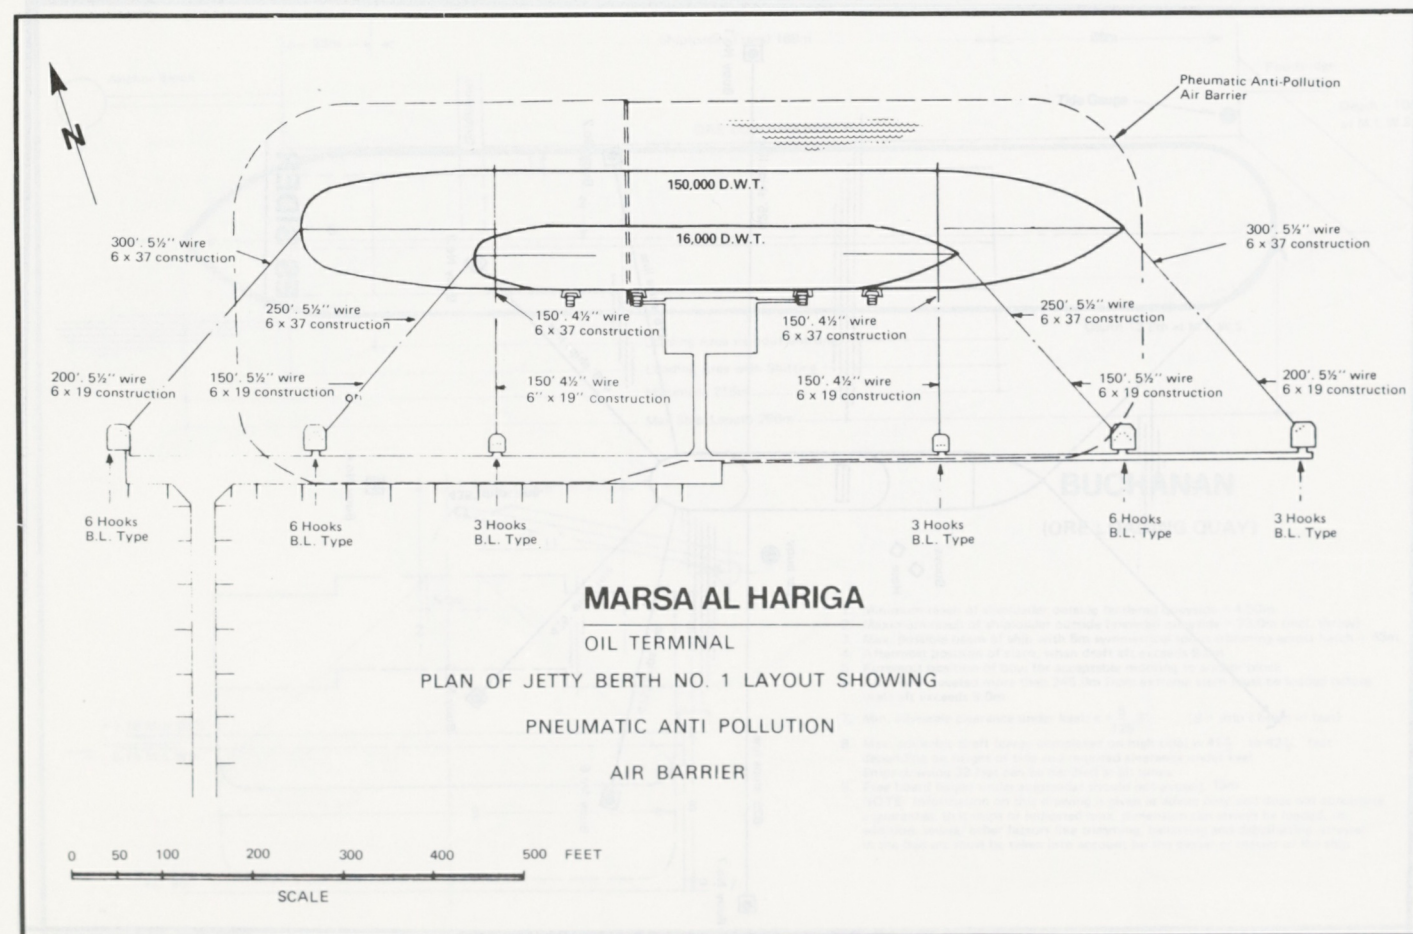 N
Pneumatic Anti-Pollution
Air Barrier
150,000 D.W.T.
16,000 D.W.T.
300'. 5½'' wire
6 x 37 construction
300'. 5½'' wire
6 x 37 construction
250'. 5½'' wire
6 x 37 construction
150'. 4½'' wire
6 x 37 construction
150'. 4½'' wire
6 x 37 construction
250'. 5½'' wire
6 x 37 construction
200'. 5½'' wire
6 x 19 construction
150'. 5½'' wire
6 x 19 construction
150' 4½'' wire
6'' x 19'' construction
150'. 4½'' wire
6 x 19 construction
150'. 5½'' wire
6 x 19 construction
200'. 5½'' wire
6 x 19 construction
6 Hooks
B.L. Type
6 Hooks
B.L. Type
3 Hooks
B.L. Type
3 Hooks
B.L. Type
6 Hooks
B.L. Type
3 Hooks
B.L. Type
MARSA AL HARIGA
OIL TERMINAL
PLAN OF JETTY BERTH NO. 1 LAYOUT SHOWING
PNEUMATIC ANTI POLLUTION
AIR BARRIER
0 50 100 200 300 400 500 FEET
SCALE
BUCHANAN